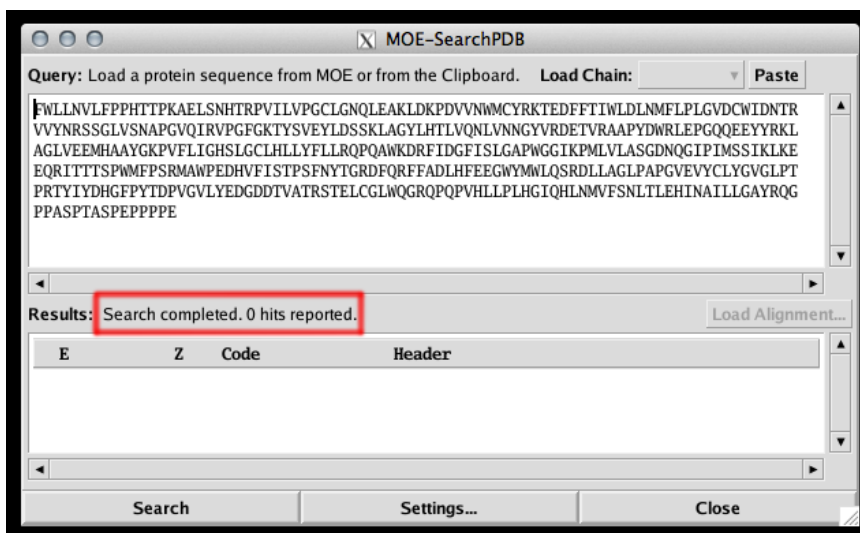 MOE-SearchPDB
Query: Load a protein sequence from MOE or from the Clipboard. Load Chain: Paste
FWLLNVLFPPHTTPKAELSNHTRPVILVPGCLGNQLEAKLDKPDVVNWMCYRKTEDFFTIWLDLNMFLPLGVDCWIDNTR
VVYNRSSGLVSNAPGVQIRVPGFGKTYSVEYLDSSKLAGYLHTLVQNLVNNGYVRDETVRAAPYDWRLEPGQQEEYYRKL
AGLVEEMHAAYGKPVFLIGHSLGCLHLLYFLLRQPQAWKDRFIDGFISLGAPWGGIKPMLVLASGDNQGIPIMSSIKLKE
EQRITTTSPWMFPSRMAWPEDHVFISTPSFNYTGRDFQRFFADLHFEEGWYMWLQSRDLLAGLPAPGVEVYCLYGVGLPT
PRTYIYDHGFPYTDPVGVLYEDGDDTVATRSTELCGLWQGRQPQPVHLLPLHGIQHLNMVFSNLTLEHINAILLGAYRQG
PPASPTASPEPPPPE
Results: Search completed. 0 hits reported. Load Alignment...
E Z Code Header
Search Settings... Close